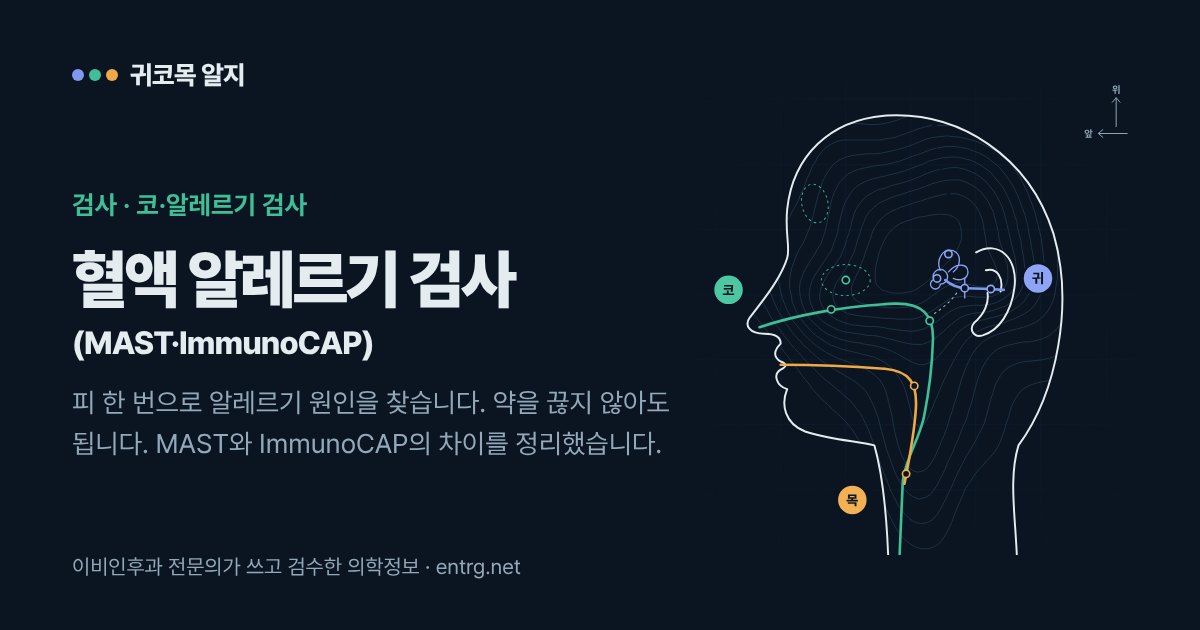 귀코목 알지
위
앞
검사 · 코·알레르기 검사
혈액 알레르기 검사
(MAST·ImmunoCAP)
피 한 번으로 알레르기 원인을 찾습니다. 약을 끊지 않아도
됩니다. MAST와 ImmunoCAP의 차이를 정리했습니다.
코
귀
목
이비인후과 전문의가 쓰고 검수한 의학정보 · entrg.net